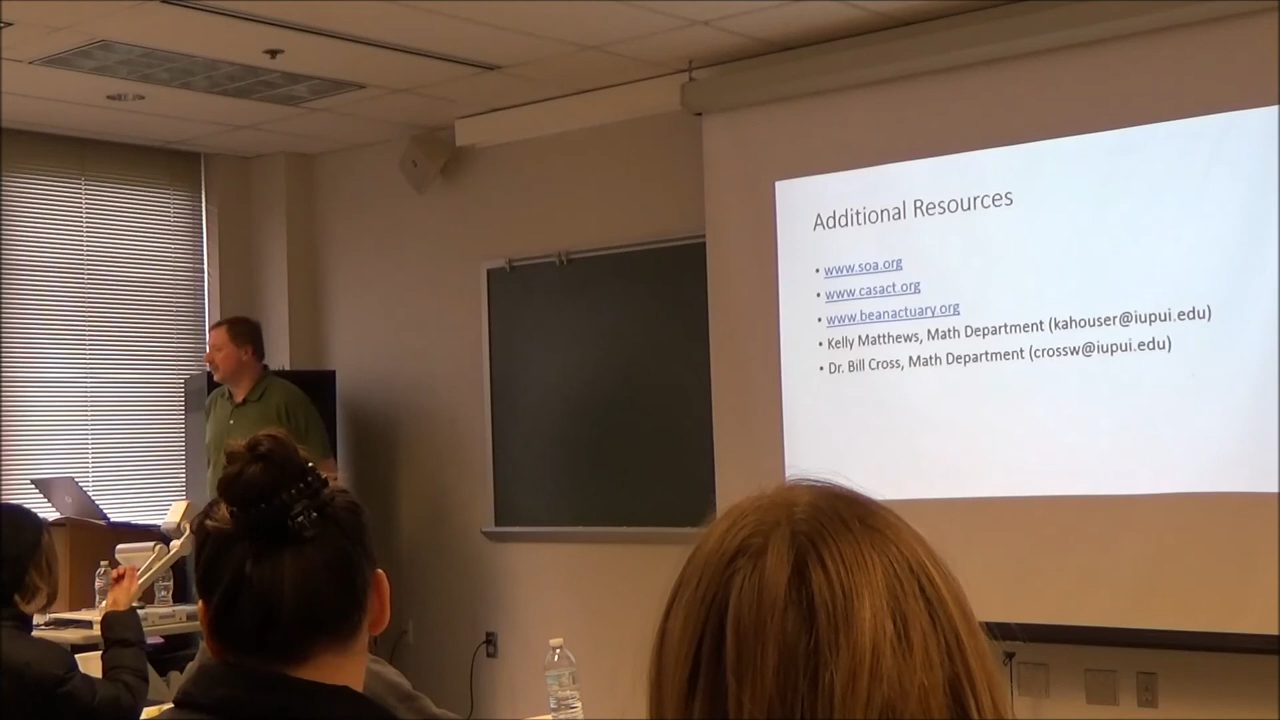 Additional Resources
• www.soa.org
• www.casact.org
• www.beanactuary.org
• Kelly Matthews, Math Department (kahouser@iupui.edu)
• Dr. Bill Cross, Math Department (crossw@iupui.edu)